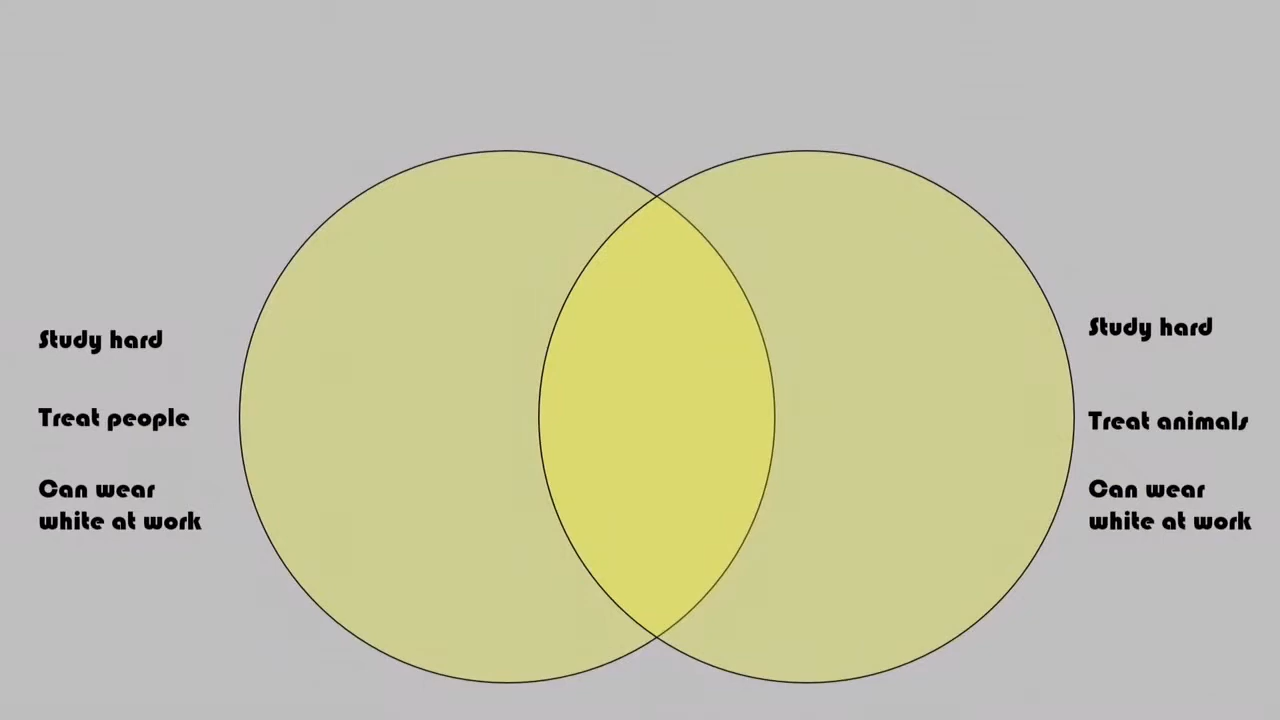 Study hard
Treat people
Can wear
white at work
Study hard
Treat animals
Can wear
white at work